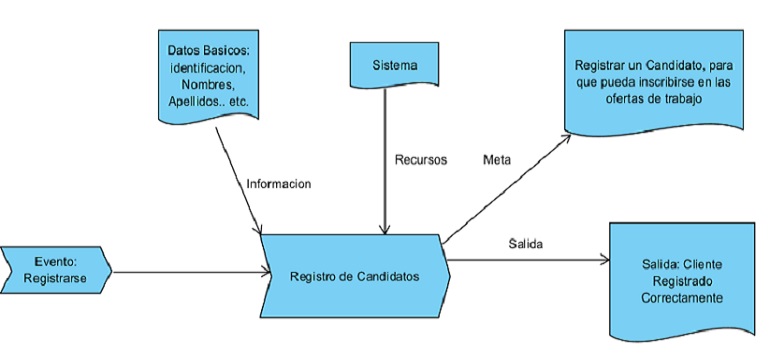 Datos Basicos:
identificacion,
Nombres,
Apellidos.. etc.
Sistema
Registrar un Candidato, para
que pueda inscribirse en las
ofertas de trabajo
Informacion
Recursos
Meta
Evento:
Registrarse
Registro de Candidatos
Salida
Salida: Cliente
Registrado
Correctamente